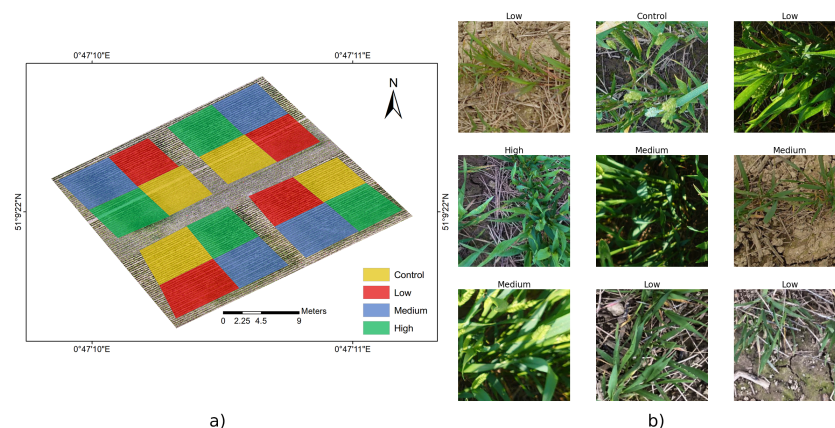 0°47'10"E
0°47'11"E
51°9'22"N
N
51°9'22"N
Control
Low
Medium
High
Meters
0 2.25 4.5 9
0°47'10"E
0°47'11"E
a)
Low
Control
Low
High
Medium
Medium
Medium
Low
Low
b)